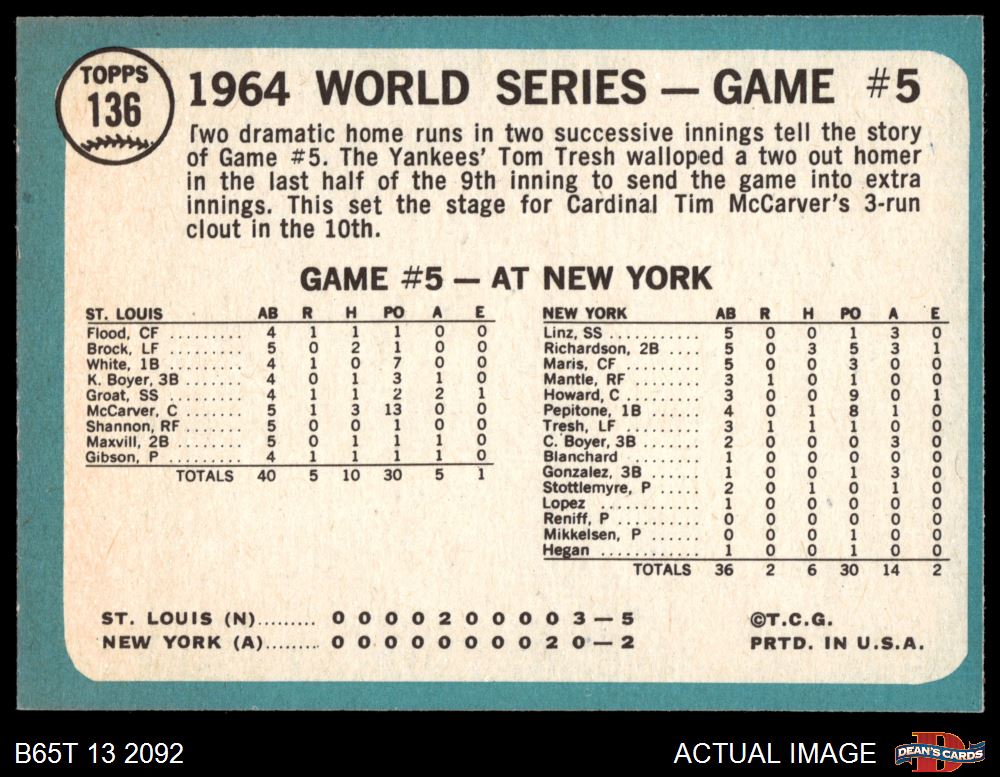 TOPPS
136
1964 WORLD SERIES — GAME #5
Two dramatic home runs in two successive innings tell the story
of Game #5. The Yankees' Tom Tresh walloped a two out homer
in the last half of the 9th inning to send the game into extra
innings. This set the stage for Cardinal Tim McCarver's 3-run
clout in the 10th.
GAME #5 — AT NEW YORK
ST. LOUIS AB R H PO A E
Flood, CF .......... 4 1 1 1 0 0
Brock, LF .......... 5 0 2 1 0 0
White, 1B .......... 4 1 0 7 0 0
K. Boyer, 3B ........ 4 0 1 3 1 0
Groat, SS .......... 4 1 1 2 2 1
McCarver, C ........ 5 1 3 13 0 0
Shannon, RF ....... 5 0 0 1 0 0
Maxvill, 2B ......... 5 0 1 1 1 0
Gibson, P .......... 4 1 1 1 1 0
TOTALS 40 5 10 30 5 1
NEW YORK AB R H PO A E
Linz, SS ........... 5 0 0 1 3 0
Richardson, 2B .... 5 0 3 5 3 1
Maris, CF .......... 5 0 0 3 0 0
Mantle, RF ......... 3 1 0 1 0 0
Howard, C .......... 3 0 0 9 0 1
Pepitone, 1B ....... 4 0 1 8 1 0
Tresh, LF .......... 3 1 1 1 0 0
C. Boyer, 3B ....... 2 0 0 0 3 0
Blanchard ......... 1 0 0 0 0 0
Gonzalez, 3B ....... 1 0 0 1 3 0
Stottlemyre, P ..... 2 0 1 0 1 0
Lopez ............. 1 0 0 0 0 0
Reniff, P .......... 0 0 0 0 0 0
Mikkelsen, P ...... 0 0 0 1 0 0
Hegan ............ 1 0 0 0 0 0
TOTALS 36 2 6 30 14 2
ST. LOUIS (N)......... 0 0 0 0 2 0 0 0 0 3 — 5
NEW YORK (A)........ 0 0 0 0 0 0 0 0 2 0 — 2
©T.C.G.
PRTD. IN U.S.A.
B65T 13 2092
ACTUAL IMAGE
D
DEAN'S CARDS